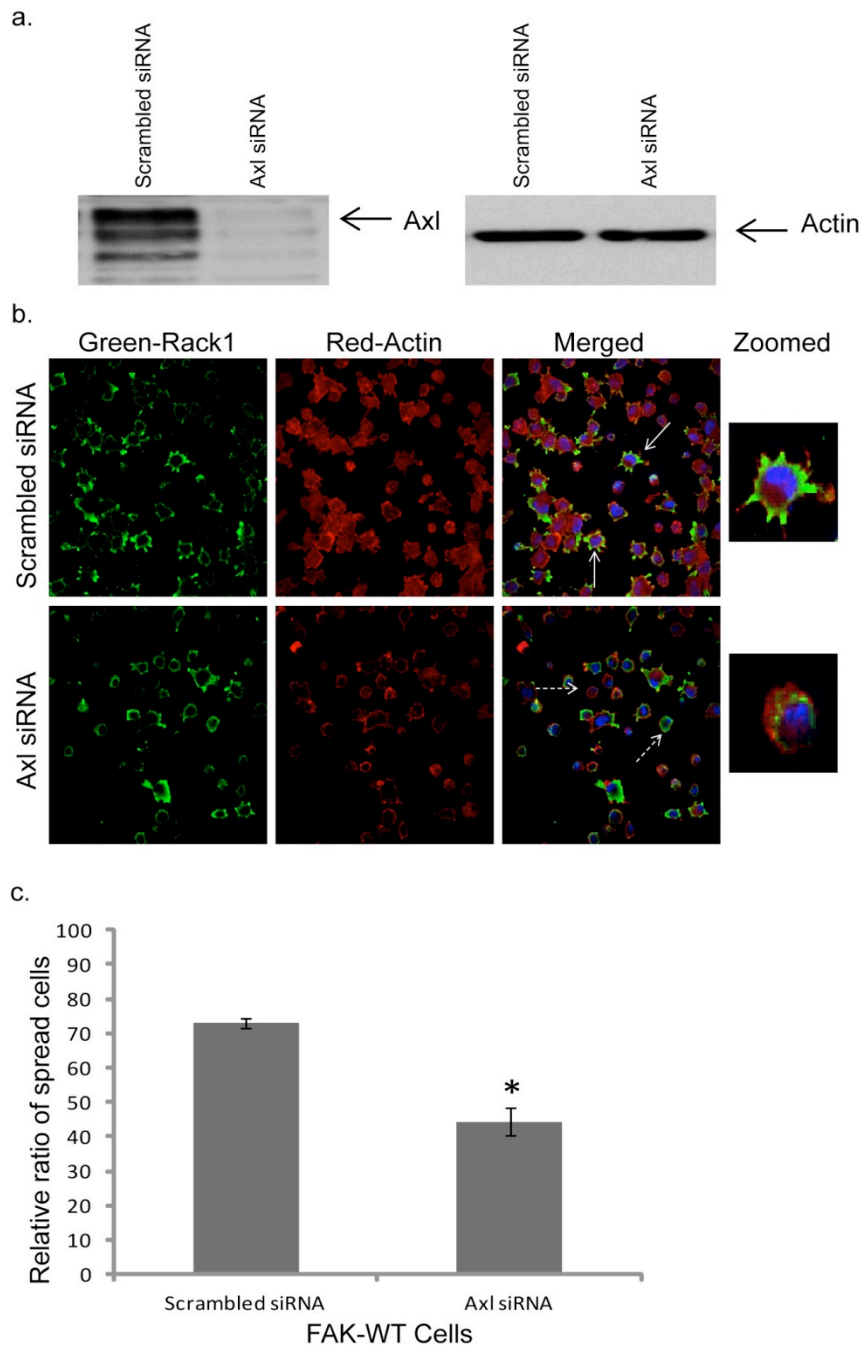 a.
Scrambled siRNA
Axl siRNA
Axl
Scrambled siRNA
Axl siRNA
Actin
b.
Green-Rack1
Red-Actin
Merged
Zoomed
Scrambled siRNA
Axl siRNA
c.
Relative ratio of spread cells
100
90
80
70
60
50
40
30
20
10
0
*
Scrambled siRNA
Axl siRNA
FAK-WT Cells